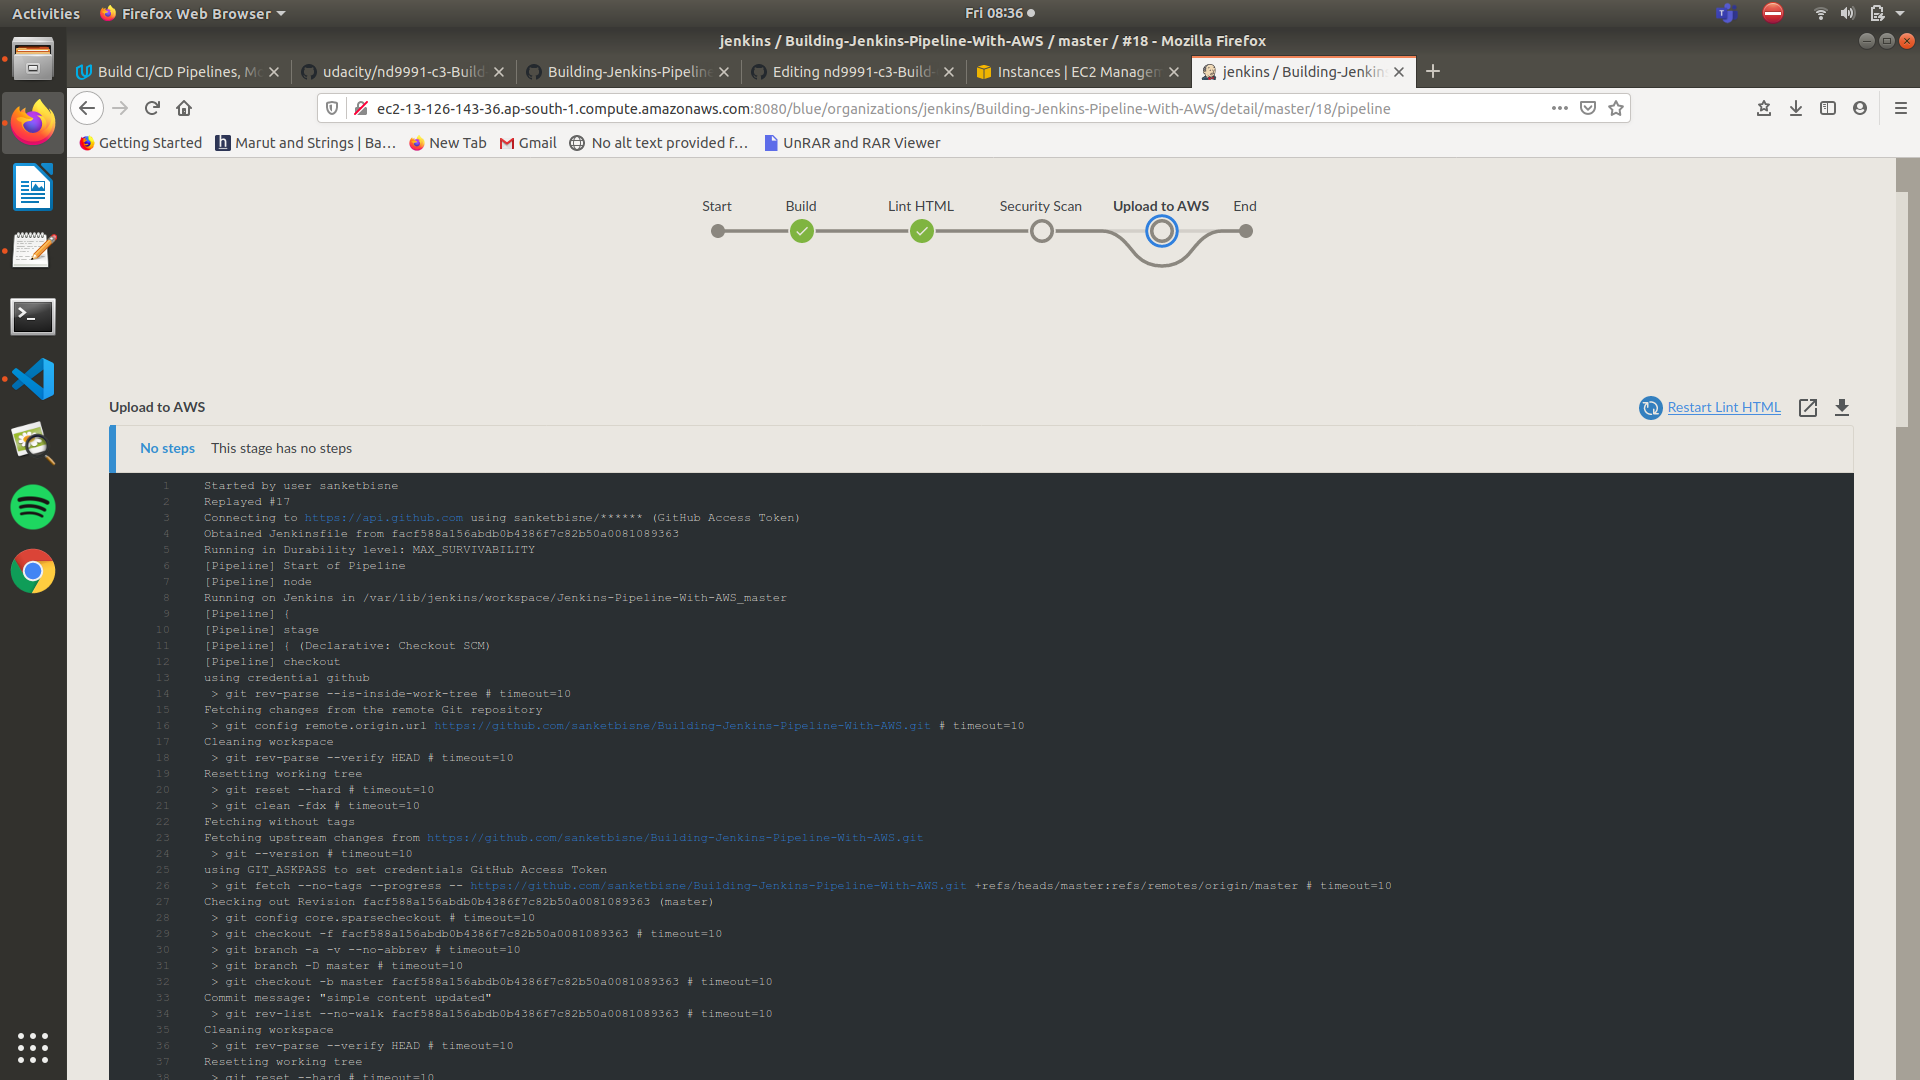 Activities
Firefox Web Browser
Fri 08:36
jenkins / Building-Jenkins-Pipeline-With-AWS / master / #18 - Mozilla Firefox
Build CI/CD Pipelines, Mo
udacity/nd9991-c3-Build
Building-Jenkins-Pipeline
Editing nd9991-c3-Build-
Instances | EC2 Managem
jenkins / Building-Jenkins
ec2-13-126-143-36.ap-south-1.compute.amazonaws.com:8080/blue/organizations/jenkins/Building-Jenkins-Pipeline-With-AWS/detail/master/18/pipeline
Getting Started
Marut and Strings | Ba...
New Tab
Gmail
No alt text provided f...
UnRAR and RAR Viewer
Start
Build
Lint HTML
Security Scan
Upload to AWS
End
Upload to AWS
Restart Lint HTML
No steps This stage has no steps
1 Started by user sanketbisne
2 Replayed #17
3 Connecting to https://api.github.com using sanketbisne/****** (GitHub Access Token)
4 Obtained Jenkinsfile from facf588a156abdb0b4386f7c82b50a0081089363
5 Running in Durability level: MAX_SURVIVABILITY
6 [Pipeline] Start of Pipeline
7 [Pipeline] node
8 Running on Jenkins in /var/lib/jenkins/workspace/Jenkins-Pipeline-With-AWS_master
9 [Pipeline] {
10 [Pipeline] stage
11 [Pipeline] { (Declarative: Checkout SCM)
12 [Pipeline] checkout
13 using credential github
14 > git rev-parse --is-inside-work-tree # timeout=10
15 Fetching changes from the remote Git repository
16 > git config remote.origin.url https://github.com/sanketbisne/Building-Jenkins-Pipeline-With-AWS.git # timeout=10
17 Cleaning workspace
18 > git rev-parse --verify HEAD # timeout=10
19 Resetting working tree
20 > git reset --hard # timeout=10
21 > git clean -fdx # timeout=10
22 Fetching without tags
23 Fetching upstream changes from https://github.com/sanketbisne/Building-Jenkins-Pipeline-With-AWS.git
24 > git --version # timeout=10
25 using GIT_ASKPASS to set credentials GitHub Access Token
26 > git fetch --no-tags --progress -- https://github.com/sanketbisne/Building-Jenkins-Pipeline-With-AWS.git +refs/heads/master:refs/remotes/origin/master # timeout=10
27 Checking out Revision facf588a156abdb0b4386f7c82b50a0081089363 (master)
28 > git config core.sparsecheckout # timeout=10
29 > git checkout -f facf588a156abdb0b4386f7c82b50a0081089363 # timeout=10
30 > git branch -a -v --no-abbrev # timeout=10
31 > git branch -D master # timeout=10
32 > git checkout -b master facf588a156abdb0b4386f7c82b50a0081089363 # timeout=10
33 Commit message: "simple content updated"
34 > git rev-list --no-walk facf588a156abdb0b4386f7c82b50a0081089363 # timeout=10
35 Cleaning workspace
36 > git rev-parse --verify HEAD # timeout=10
37 Resetting working tree
38 > git reset --hard # timeout=10